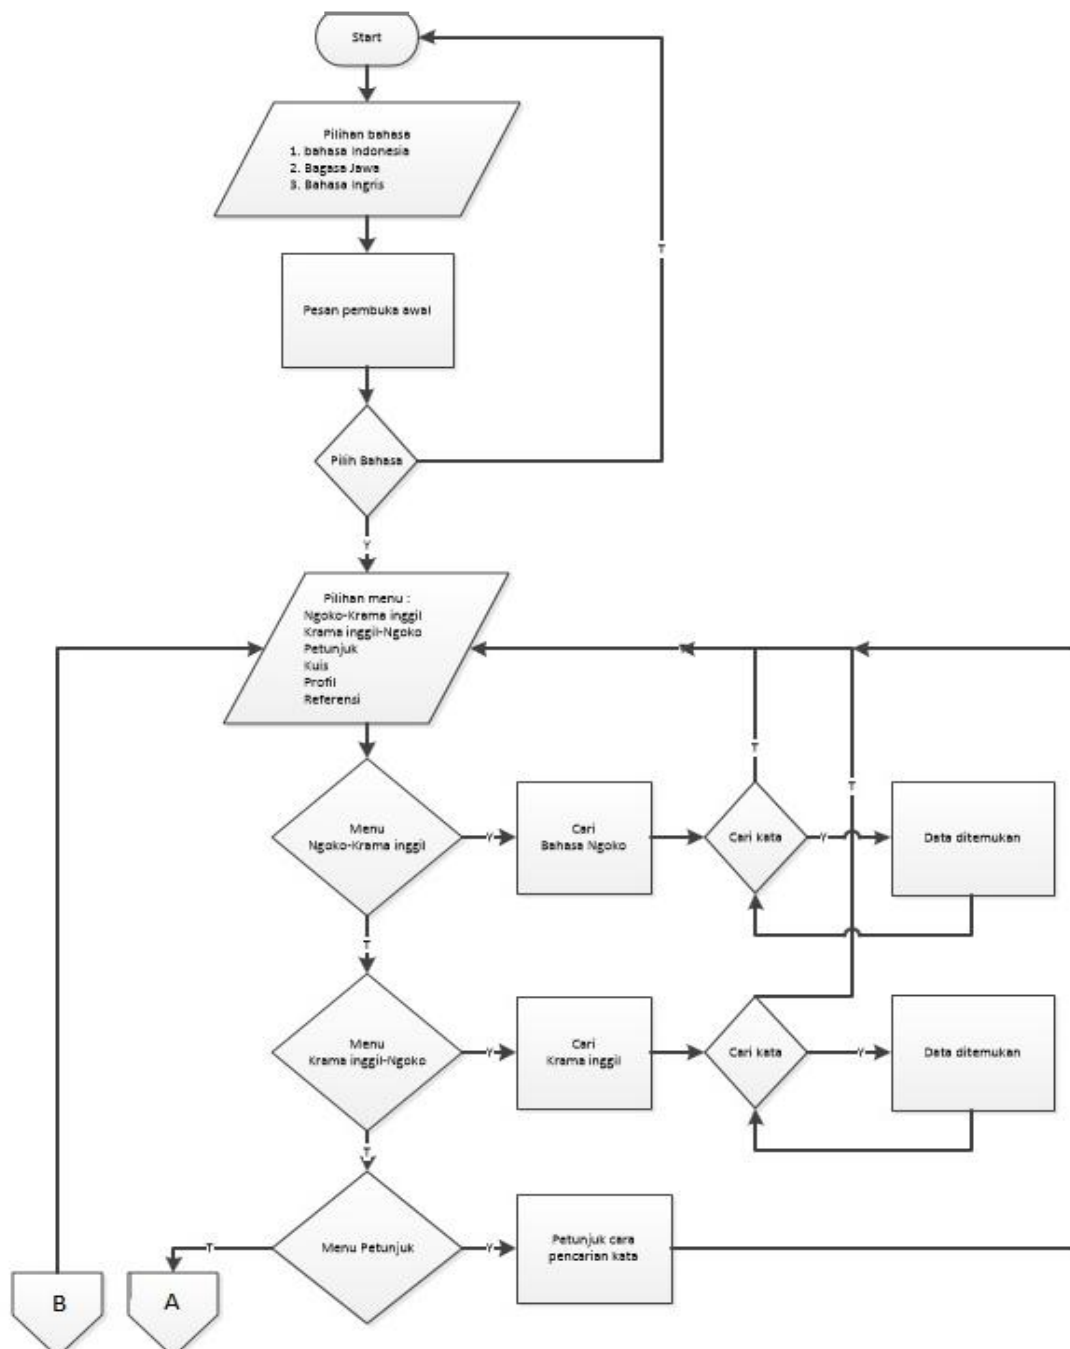 Start
Pilihan bahasa
1. bahasa Indonesia
2. Bagasa Jawa
3. Bahasa Ingris
T
Pesan pembuka awal
Pilih Bahasa
Y
Pilihan menu :
Ngoko-Krama inggil
Krama inggil-Ngoko
Petunjuk
Kuis
Profil
Referensi
T
T
T
Menu
Ngoko-Krama inggil
Y
Cari
Bahasa Ngoko
Cari kata
Y
Data ditemukan
T
Menu
Krama inggil-Ngoko
Y
Cari
Krama inggil
Cari kata
Y
Data ditemukan
T
Menu Petunjuk
Y
Petunjuk cara
pencarian kata
T
B
A